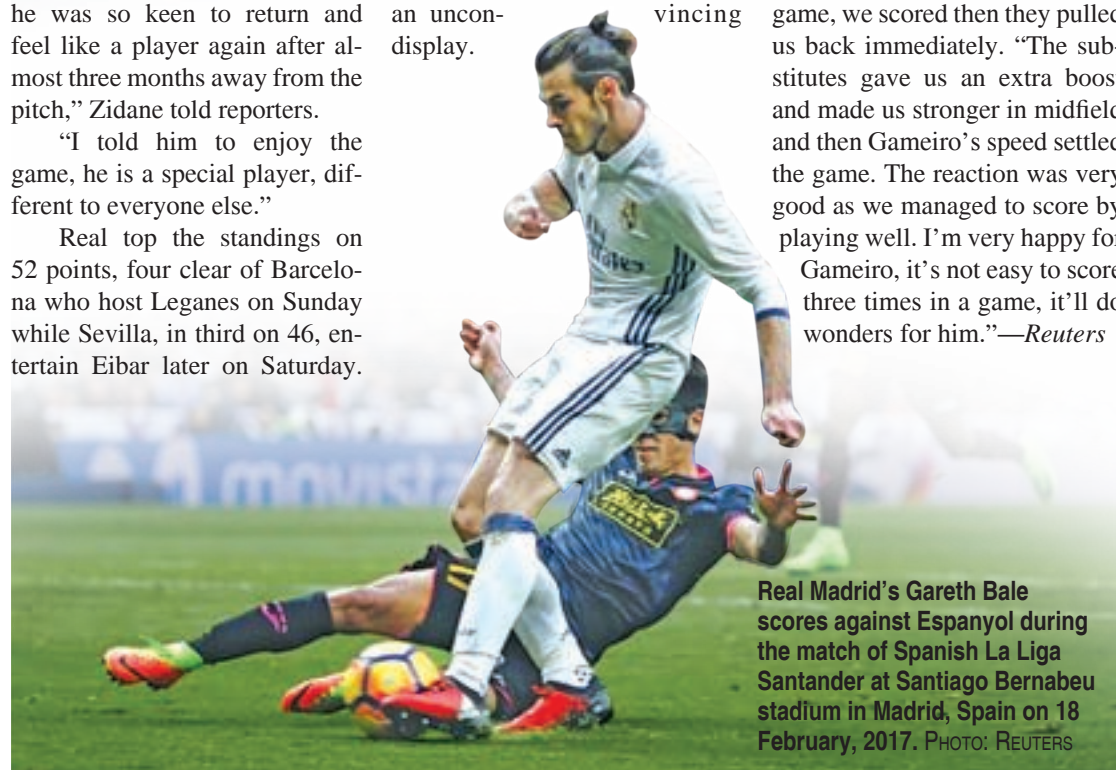 he was so keen to return and
feel like a player again after al-
most three months away from the
pitch,” Zidane told reporters.
“I told him to enjoy the
game, he is a special player, dif-
ferent to everyone else.”
Real top the standings on
52 points, four clear of Barcelo-
na who host Leganes on Sunday
while Sevilla, in third on 46, en-
tertain Eibar later on Saturday.
an uncon- vincing
display.
game, we scored then they pulled
us back immediately. “The sub-
stitutes gave us an extra boost
and made us stronger in midfield
and then Gameiro’s speed settled
the game. The reaction was very
good as we managed to score by
playing well. I’m very happy for
Gameiro, it’s not easy to score
three times in a game, it’ll do
wonders for him.”—Reuters
Fly
Emirates
movistar
Real Madrid’s Gareth Bale
scores against Espanyol during
the match of Spanish La Liga
Santander at Santiago Bernabeu
stadium in Madrid, Spain on 18
February, 2017. PHOTO: REUTERS